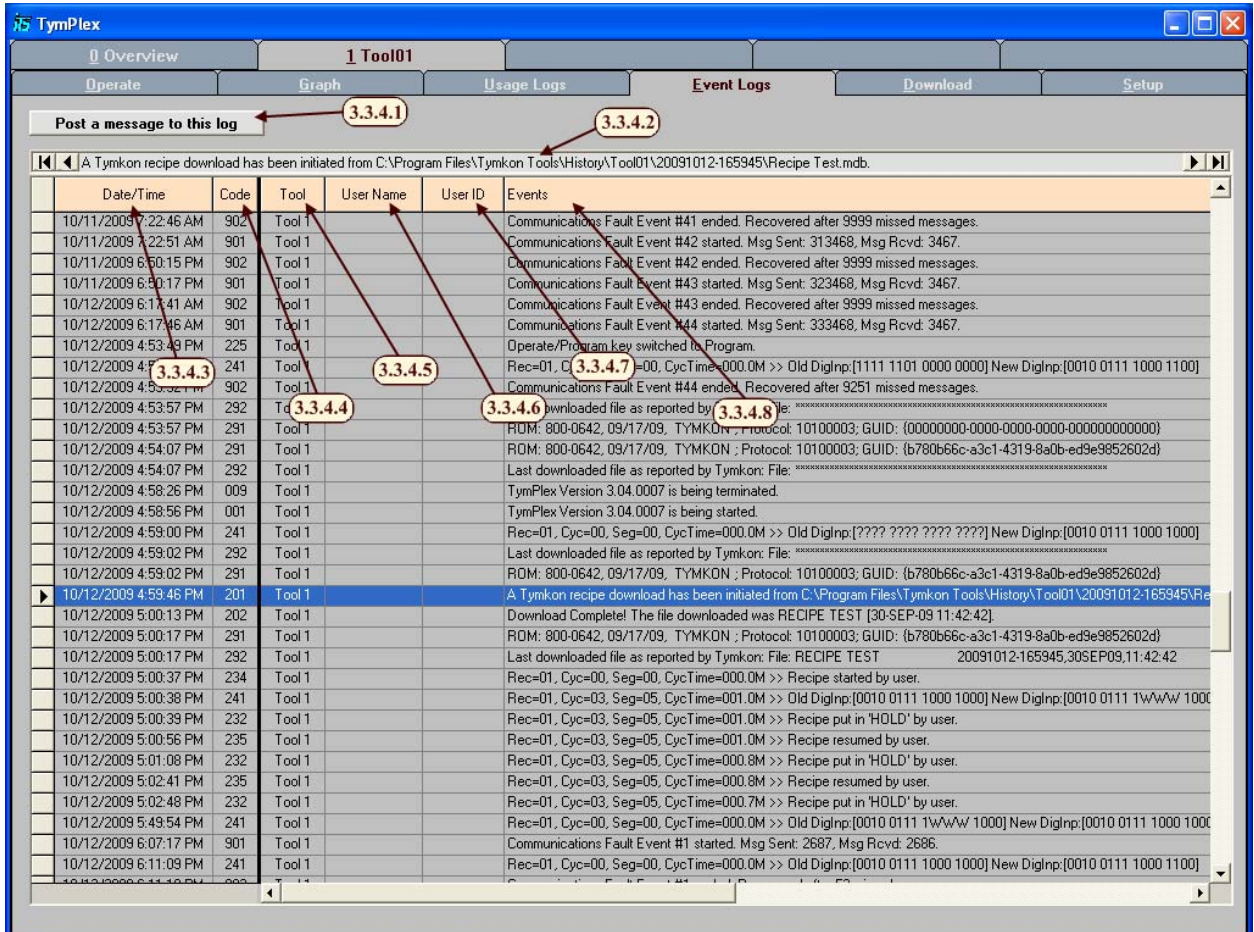 TymPlex
0 Overview 1 Tool01
Operate Graph Usage Logs Event Logs Download Setup
Post a message to this log 3.3.4.1 3.3.4.2
A Tymkon recipe download has been initiated from C:\Program Files\Tymkon Tools\History\Tool01\20091012-165945\Recipe Test.mdb.
Date/Time Code Tool User Name User ID Events
10/11/2009 7:22:46 AM 902 Tool 1 Communications Fault Event #41 ended. Recovered after 9999 missed messages.
10/11/2009 7:22:51 AM 901 Tool 1 Communications Fault Event #42 started. Msg Sent: 313468, Msg Rcvd: 3467.
10/11/2009 6:50:15 PM 902 Tool 1 Communications Fault Event #42 ended. Recovered after 9999 missed messages.
10/11/2009 6:50:17 PM 901 Tool 1 Communications Fault Event #43 started. Msg Sent: 323468, Msg Rcvd: 3467.
10/12/2009 6:17:41 AM 902 Tool 1 Communications Fault Event #43 ended. Recovered after 9999 missed messages.
10/12/2009 6:17:46 AM 901 Tool 1 Communications Fault Event #44 started. Msg Sent: 333468, Msg Rcvd: 3467.
10/12/2009 4:53:49 PM 225 Tool 1 Operate/Program key switched to Program.
10/12/2009 3.3.4.3 241 Tool 1 3.3.4.5 Rec=01, 3.3.4.7 =00, CycTime=000.0M >> Old DigInp:[1111 1101 0000 0000] New DigInp:[0010 0111 1000 1100]
10/12/2009 902 Tool 1 Communications Fault Event #44 ended. Recovered after 9251 missed messages.
10/12/2009 4:53:57 PM 292 3.3.4.4 3.3.4.6 downloaded file as reported by 3.3.4.8 File: ××××××××××××××××××××××××××××××××××××××××××××××××××××××××××××
10/12/2009 4:53:57 PM 291 Tool 1 ROM: 800-0642, 09/17/09, TYMKON ; Protocol: 10100003; GUID: {00000000-0000-0000-0000-000000000000}
10/12/2009 4:54:07 PM 291 Tool 1 ROM: 800-0642, 09/17/09, TYMKON ; Protocol: 10100003; GUID: {b780b66c-a3c1-4319-8a0b-ed9e9852602d}
10/12/2009 4:54:07 PM 292 Tool 1 Last downloaded file as reported by Tymkon: File: ××××××××××××××××××××××××××××××××××××××××××××××××××××××××××××
10/12/2009 4:58:26 PM 009 Tool 1 TymPlex Version 3.04.0007 is being terminated.
10/12/2009 4:58:56 PM 001 Tool 1 TymPlex Version 3.04.0007 is being started.
10/12/2009 4:59:00 PM 241 Tool 1 Rec=01, Cyc=00, Seg=00, CycTime=000.0M >> Old DigInp:[???? ???? ???? ????] New DigInp:[0010 0111 1000 1000]
10/12/2009 4:59:02 PM 292 Tool 1 Last downloaded file as reported by Tymkon: File: ××××××××××××××××××××××××××××××××××××××××××××××××××××××××××××
10/12/2009 4:59:02 PM 291 Tool 1 ROM: 800-0642, 09/17/09, TYMKON ; Protocol: 10100003; GUID: {b780b66c-a3c1-4319-8a0b-ed9e9852602d}
10/12/2009 4:59:46 PM 201 Tool 1 A Tymkon recipe download has been initiated from C:\Program Files\Tymkon Tools\History\Tool01\20091012-165945\Re
10/12/2009 5:00:13 PM 202 Tool 1 Download Complete! The file downloaded was RECIPE TEST [30-SEP-09 11:42:42].
10/12/2009 5:00:17 PM 291 Tool 1 ROM: 800-0642, 09/17/09, TYMKON ; Protocol: 10100003; GUID: {b780b66c-a3c1-4319-8a0b-ed9e9852602d}
10/12/2009 5:00:17 PM 292 Tool 1 Last downloaded file as reported by Tymkon: File: RECIPE TEST 20091012-165945,30SEP09,11:42:42
10/12/2009 5:00:37 PM 234 Tool 1 Rec=01, Cyc=00, Seg=00, CycTime=000.0M >> Recipe started by user.
10/12/2009 5:00:38 PM 241 Tool 1 Rec=01, Cyc=03, Seg=05, CycTime=001.0M >> Old DigInp:[0010 0111 1000 1000] New DigInp:[0010 0111 1WWW 1000
10/12/2009 5:00:39 PM 232 Tool 1 Rec=01, Cyc=03, Seg=05, CycTime=001.0M >> Recipe put in 'HOLD' by user.
10/12/2009 5:00:56 PM 235 Tool 1 Rec=01, Cyc=03, Seg=05, CycTime=001.0M >> Recipe resumed by user.
10/12/2009 5:01:08 PM 232 Tool 1 Rec=01, Cyc=03, Seg=05, CycTime=000.8M >> Recipe put in 'HOLD' by user.
10/12/2009 5:02:41 PM 235 Tool 1 Rec=01, Cyc=03, Seg=05, CycTime=000.8M >> Recipe resumed by user.
10/12/2009 5:02:48 PM 232 Tool 1 Rec=01, Cyc=03, Seg=05, CycTime=000.7M >> Recipe put in 'HOLD' by user.
10/12/2009 5:49:54 PM 241 Tool 1 Rec=01, Cyc=00, Seg=00, CycTime=000.0M >> Old DigInp:[0010 0111 1WWW 1000] New DigInp:[0010 0111 1000 1000
10/12/2009 6:07:17 PM 901 Tool 1 Communications Fault Event #1 started. Msg Sent: 2687, Msg Rcvd: 2686.
10/12/2009 6:11:09 PM 241 Tool 1 Rec=01, Cyc=00, Seg=00, CycTime=000.0M >> Old DigInp:[0010 0111 1000 1000] New DigInp:[0010 0111 1000 1100]